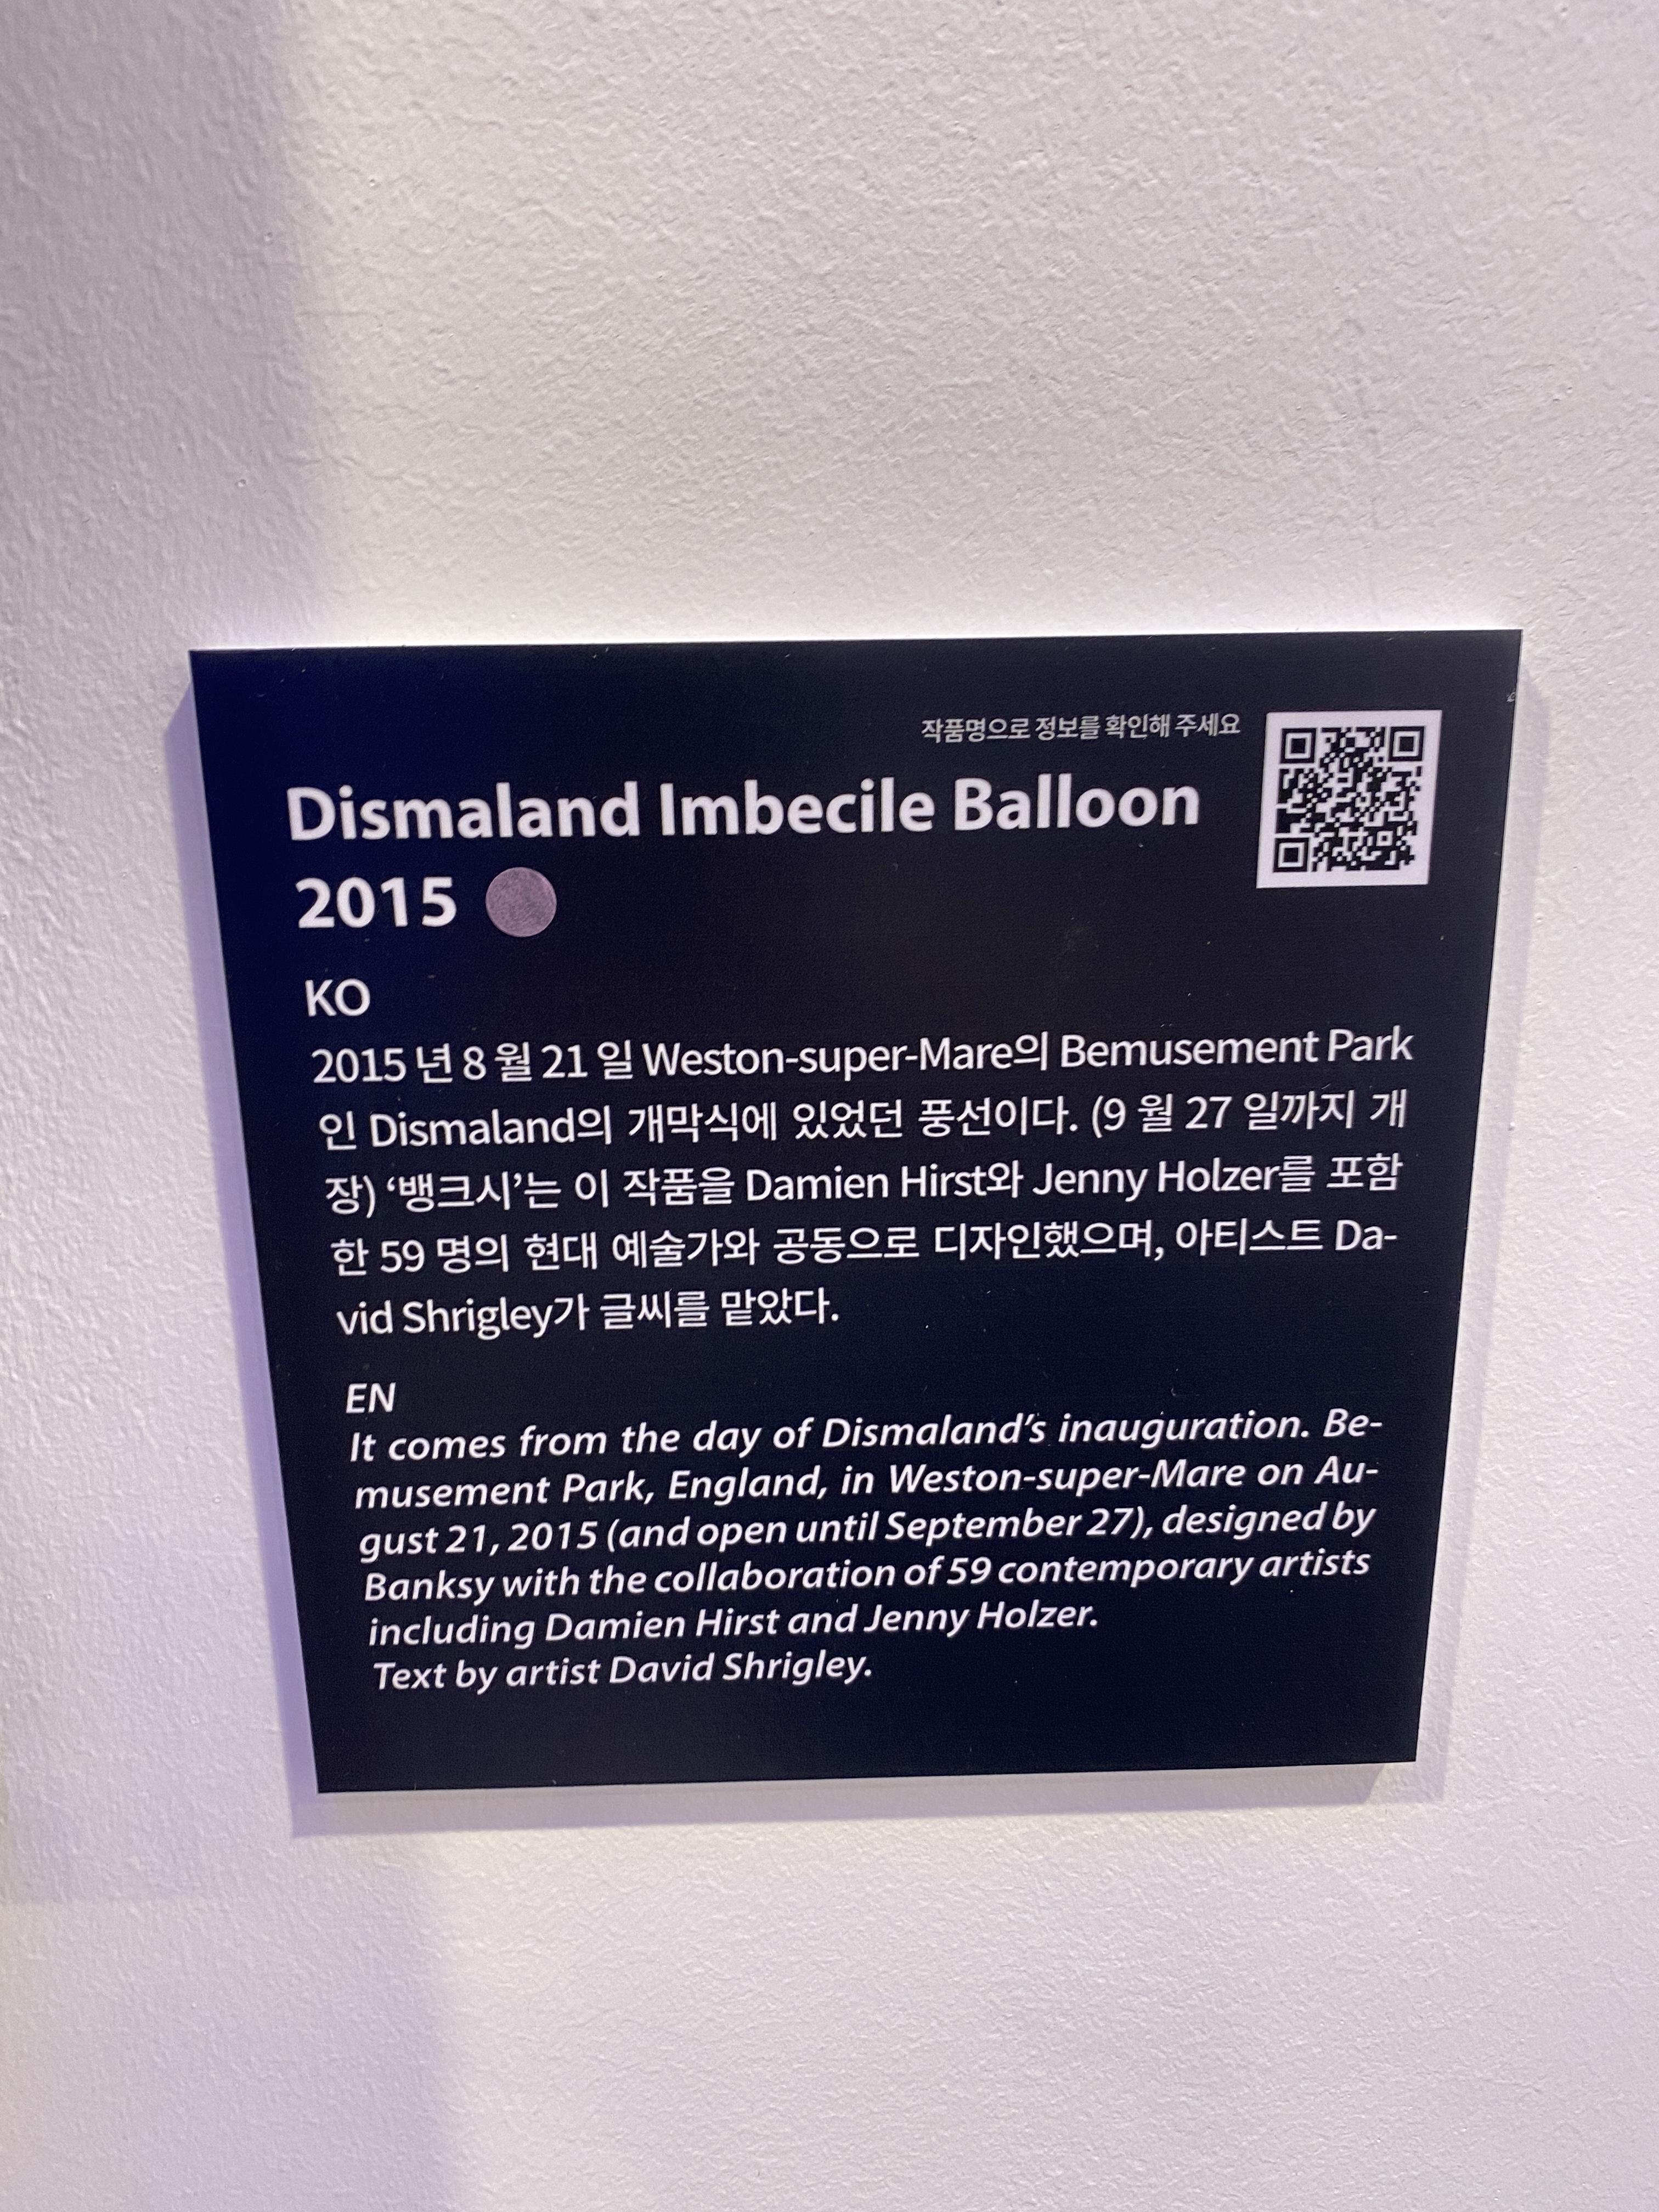 작품명으로 정보를 확인해 주세요
Dismaland Imbecile Balloon
2015
KO
2015 년 8 월 21 일 Weston-super-Mare의 Bemusement Park
인 Dismaland의 개막식에 있었던 풍선이다. (9 월 27 일까지 개
장) ‘뱅크시’는 이 작품을 Damien Hirst와 Jenny Holzer를 포함
한 59 명의 현대 예술가와 공동으로 디자인했으며, 아티스트 Da-
vid Shrigley가 글씨를 맡았다.
EN
It comes from the day of Dismaland’s inauguration. Be-
musement Park, England, in Weston-super-Mare on Au-
gust 21, 2015 (and open until September 27), designed by
Banksy with the collaboration of 59 contemporary artists
including Damien Hirst and Jenny Holzer.
Text by artist David Shrigley.